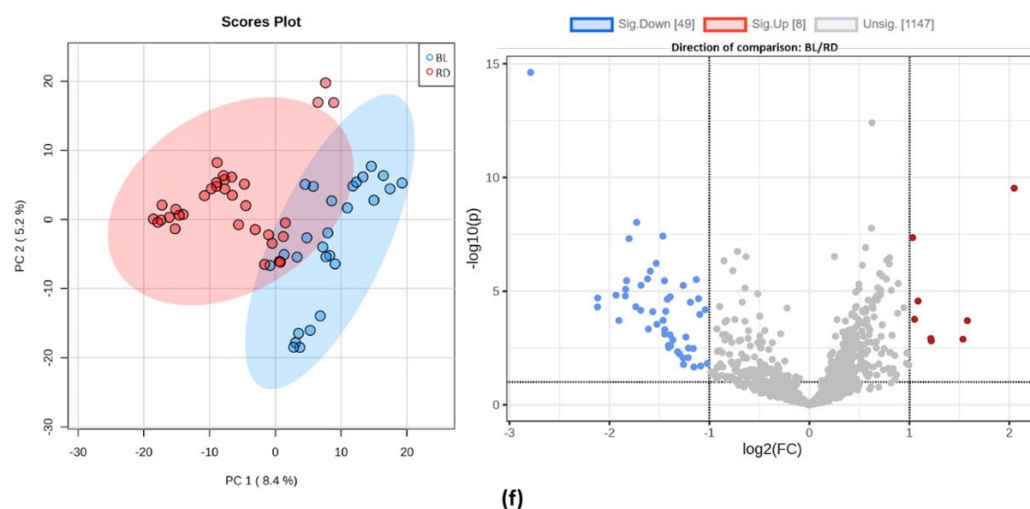 Scores Plot
BL
RD
20
10
0
-10
-20
-30
PC 2 ( 5.2 %)
-30
-20
-10
0
10
20
PC 1 ( 8.4 %)
Sig.Down [49]
Sig.Up [8]
Unsig. [1147]
Direction of comparison: BL/RD
15
10
5
0
-log10(p)
-3
-2
-1
0
1
2
log2(FC)
(f)